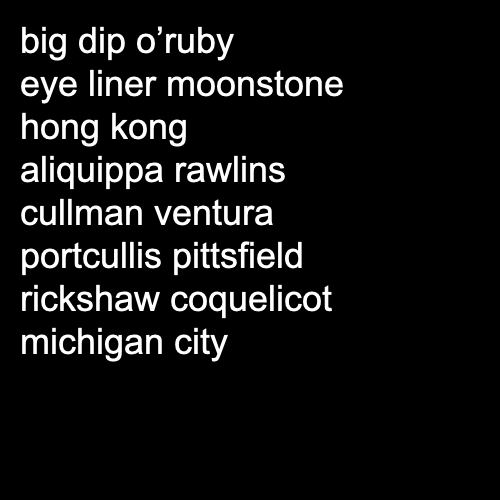 big dip o’ruby
eye liner moonstone
hong kong
aliquippa rawlins
cullman ventura
portcullis pittsfield
rickshaw coquelicot
michigan city